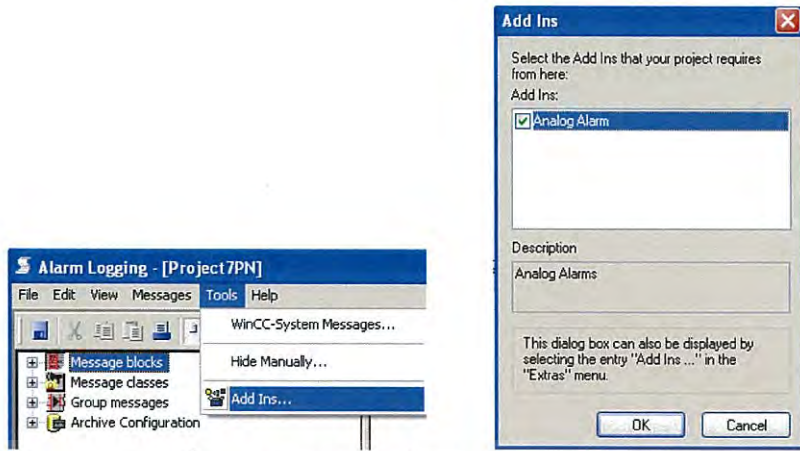 Alarm Logging - [Project7PN]
File Edit View Messages Tools Help
WinCC-System Messages...
Hide Manually...
Add Ins...
Message blocks
Message classes
Group messages
Archive Configuration
Add Ins
Select the Add Ins that your project requires
from here:
Add Ins:
Analog Alarm
Description
Analog Alarms
This dialog box can also be displayed by
selecting the entry "Add Ins ..." in the
"Extras" menu.
OK Cancel